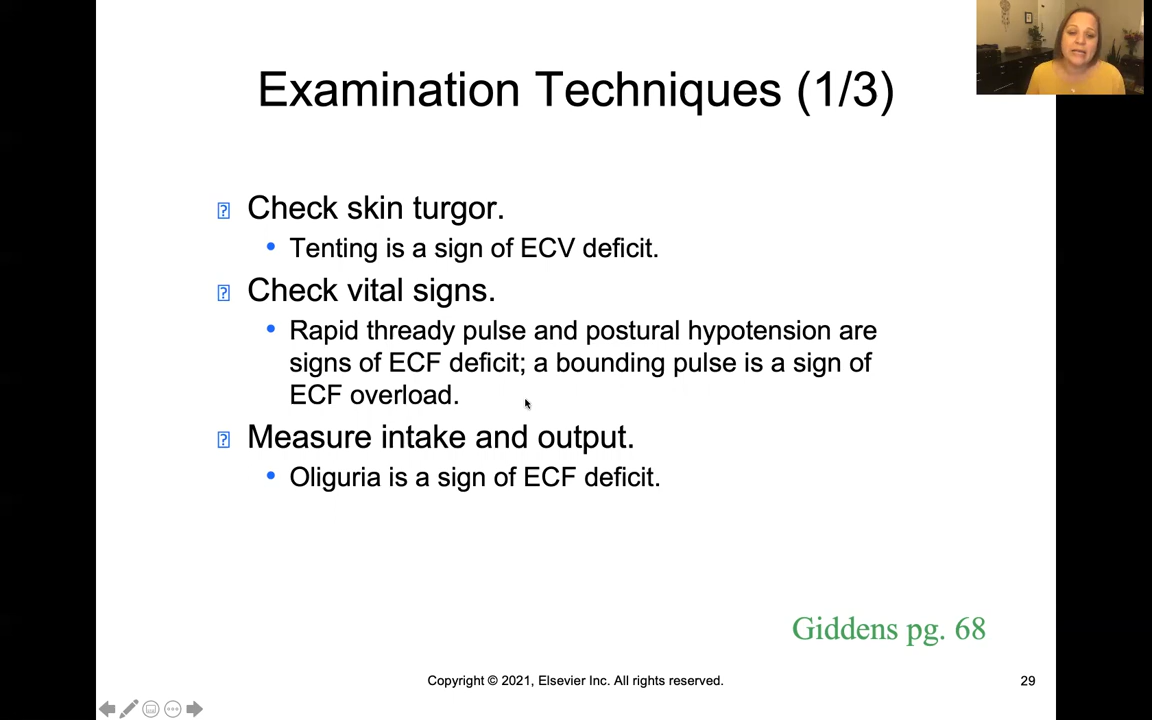 Examination Techniques (1/3)
Check skin turgor.
• Tenting is a sign of ECV deficit.
Check vital signs.
• Rapid thready pulse and postural hypotension are
signs of ECF deficit; a bounding pulse is a sign of
ECF overload.
Measure intake and output.
• Oliguria is a sign of ECF deficit.
Giddens pg. 68
Copyright © 2021, Elsevier Inc. All rights reserved.
29